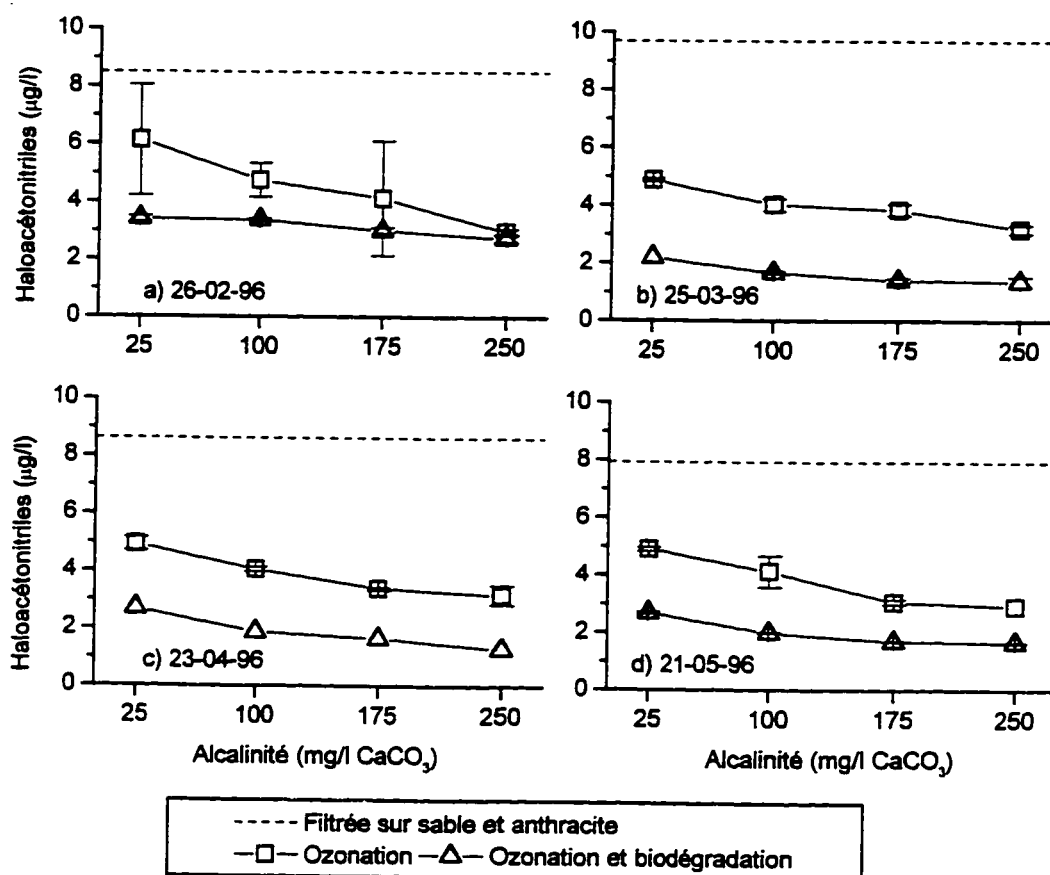 Haloacétonitriles (µg/l)
10
8
6
4
2
0
a) 26-02-96
25 100 175 250
10
8
6
4
2
0
b) 25-03-96
25 100 175 250
Haloacétonitriles (µg/l)
10
8
6
4
2
0
c) 23-04-96
25 100 175 250
Alcalinité (mg/l CaCO₃)
10
8
6
4
2
0
d) 21-05-96
25 100 175 250
Alcalinité (mg/l CaCO₃)
Filtrée sur sable et anthracite
Ozonation Ozonation et biodégradation